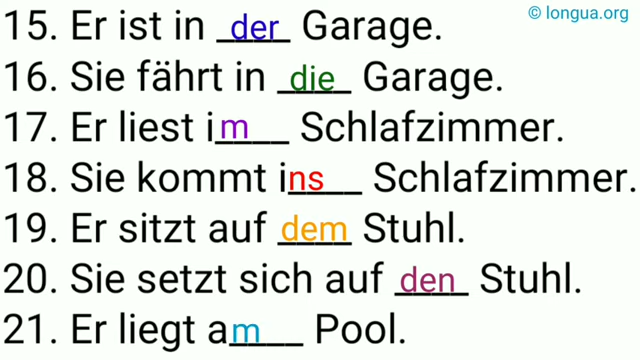 © longua.org
15. Er ist in der Garage.
16. Sie fährt in die Garage.
17. Er liest im Schlafzimmer.
18. Sie kommt ins Schlafzimmer.
19. Er sitzt auf dem Stuhl.
20. Sie setzt sich auf den Stuhl.
21. Er liegt am Pool.